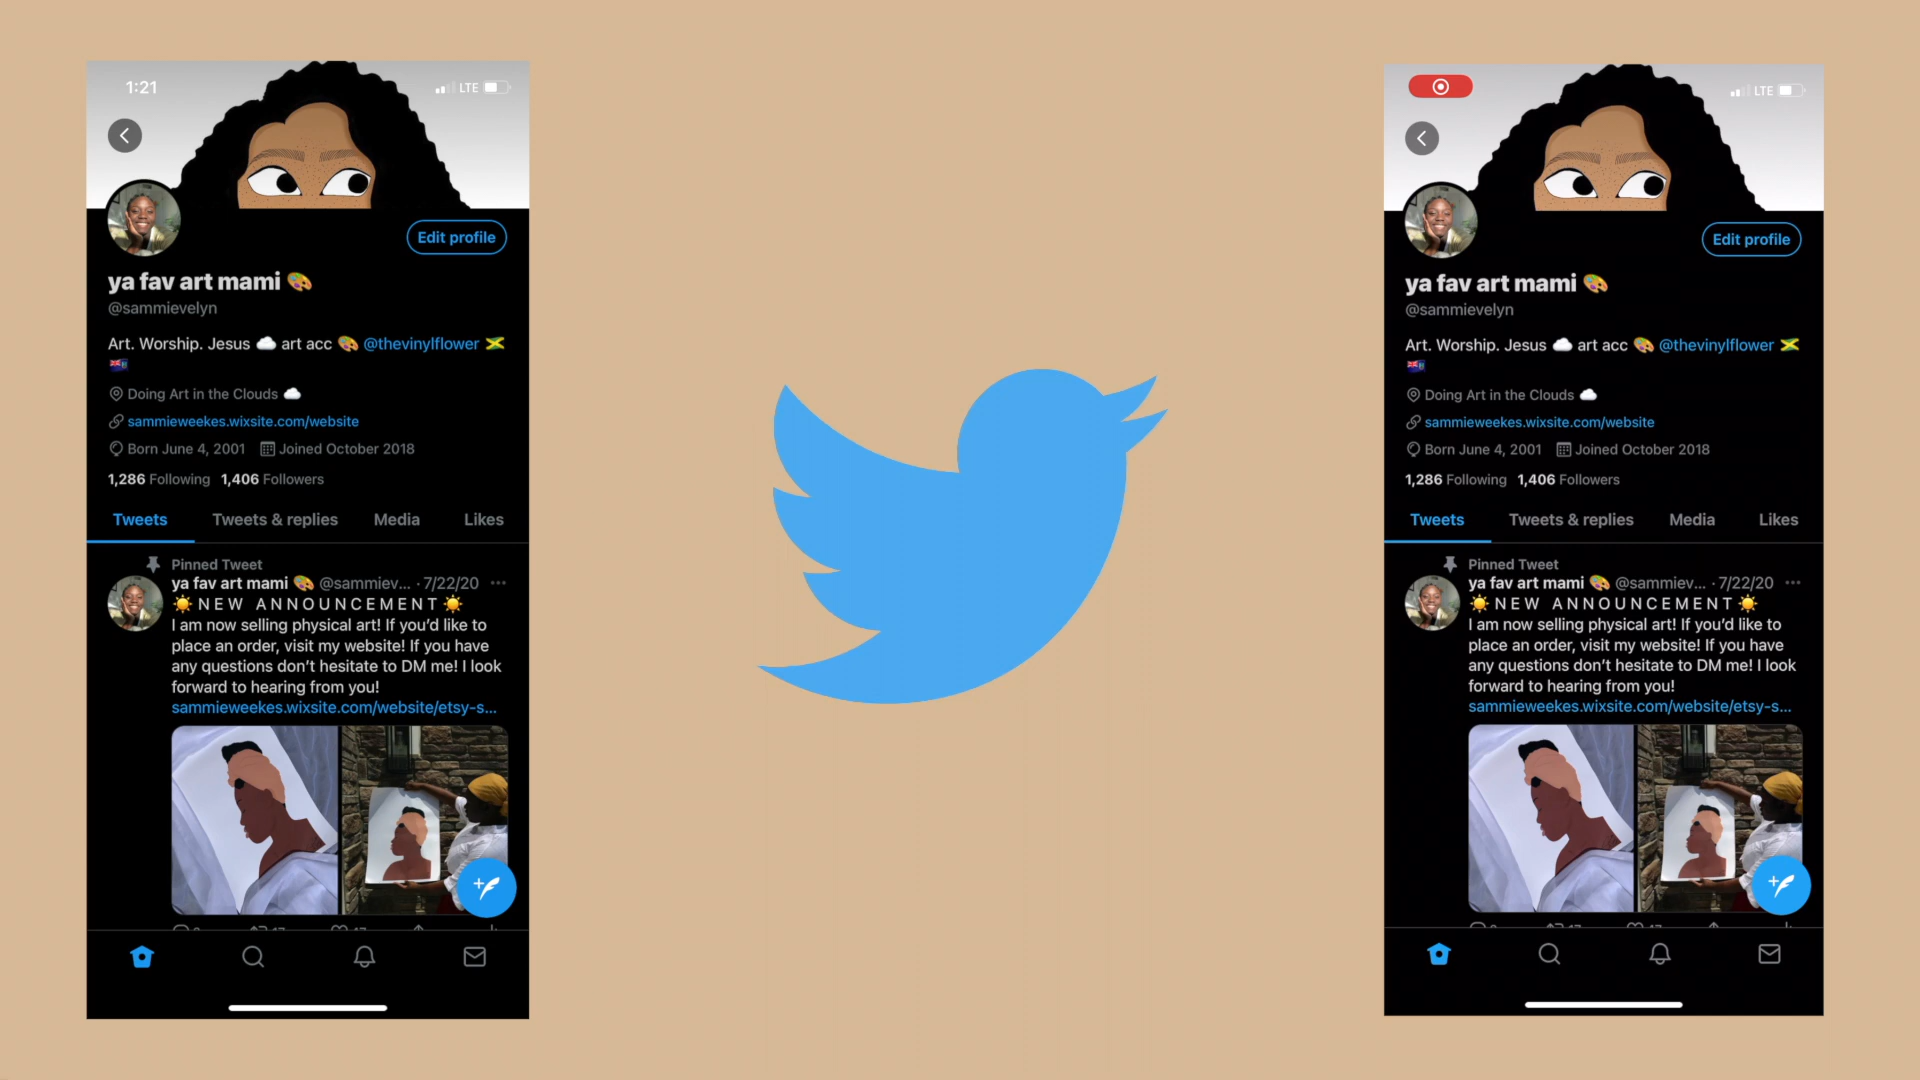 1:21
LTE
Edit profile
ya fav art mami 🎨
@sammievelyn
Art. Worship. Jesus ☁️ art acc 🎨 @thevinylflower 🇯🇲
🇰🇾
Doing Art in the Clouds ☁️
sammieweekes.wixsite.com/website
Born June 4, 2001 Joined October 2018
1,286 Following 1,406 Followers
Tweets Tweets & replies Media Likes
Pinned Tweet
ya fav art mami 🎨 @sammiev... · 7/22/20
☀️ N E W A N N O U N C E M E N T ☀️
I am now selling physical art! If you’d like to
place an order, visit my website! If you have
any questions don’t hesitate to DM me! I look
forward to hearing from you!
sammieweekes.wixsite.com/website/etsy-s...
LTE
Edit profile
ya fav art mami 🎨
@sammievelyn
Art. Worship. Jesus ☁️ art acc 🎨 @thevinylflower 🇯🇲
🇰🇾
Doing Art in the Clouds ☁️
sammieweekes.wixsite.com/website
Born June 4, 2001 Joined October 2018
1,286 Following 1,406 Followers
Tweets Tweets & replies Media Likes
Pinned Tweet
ya fav art mami 🎨 @sammiev... · 7/22/20
☀️ N E W A N N O U N C E M E N T ☀️
I am now selling physical art! If you’d like to
place an order, visit my website! If you have
any questions don’t hesitate to DM me! I look
forward to hearing from you!
sammieweekes.wixsite.com/website/etsy-s...